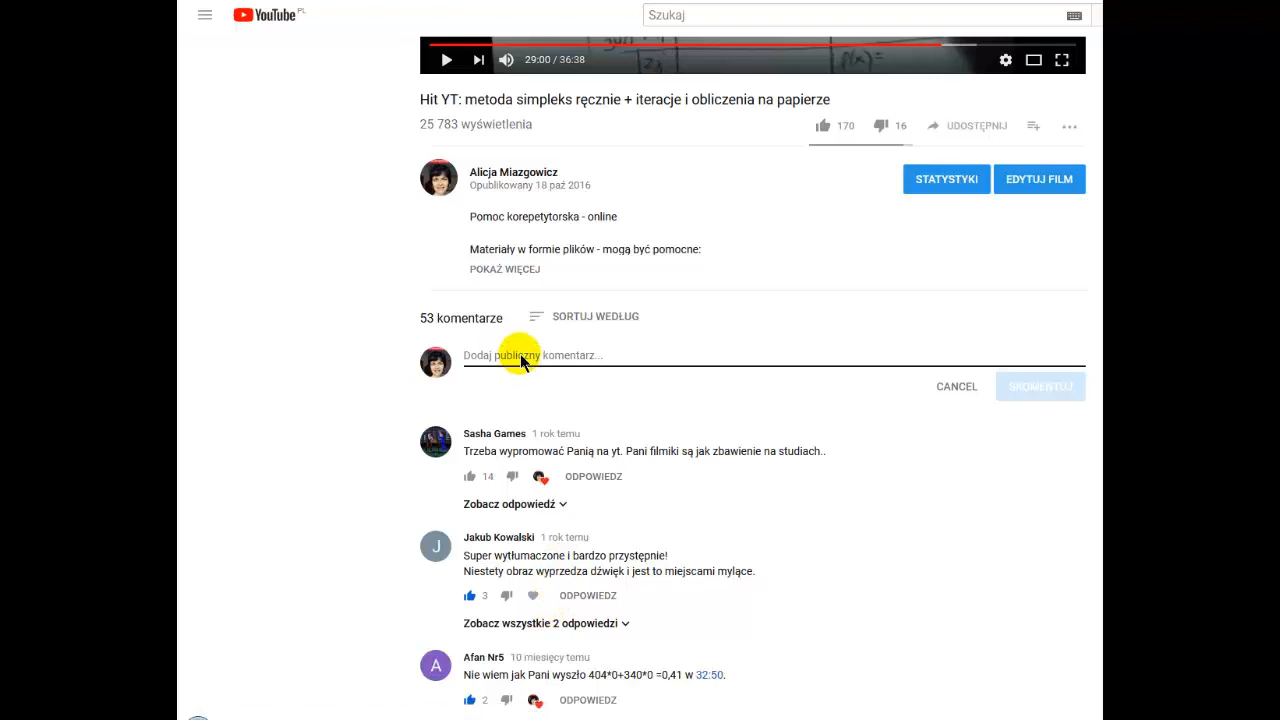 YouTube PL
Szukaj
f(x)=
29:00 / 36:38
Hit YT: metoda simpleks ręcznie + iteracje i obliczenia na papierze
25 783 wyświetlenia
170
16
UDOSTĘPNIJ
Alicja Miazgowicz
Opublikowany 18 paź 2016
STATYSTYKI
EDYTUJ FILM
Pomoc korepetytorska - online
Materiały w formie plików - mogą być pomocne:
POKAŻ WIĘCEJ
53 komentarze
SORTUJ WEDŁUG
Dodaj publiczny komentarz...
CANCEL
SKOMENTUJ
Sasha Games 1 rok temu
Trzeba wypromować Panią na yt. Pani filmiki są jak zbawienie na studiach..
14
ODPOWIEDZ
Zobacz odpowiedź
J
Jakub Kowalski 1 rok temu
Super wytłumaczone i bardzo przystępnie!
Niestety obraz wyprzedza dźwięk i jest to miejscami mylące.
3
ODPOWIEDZ
Zobacz wszystkie 2 odpowiedzi
A
Afan Nr5 10 miesięcy temu
Nie wiem jak Pani wyszło 404*0+340*0 =0,41 w 32:50.
2
ODPOWIEDZ